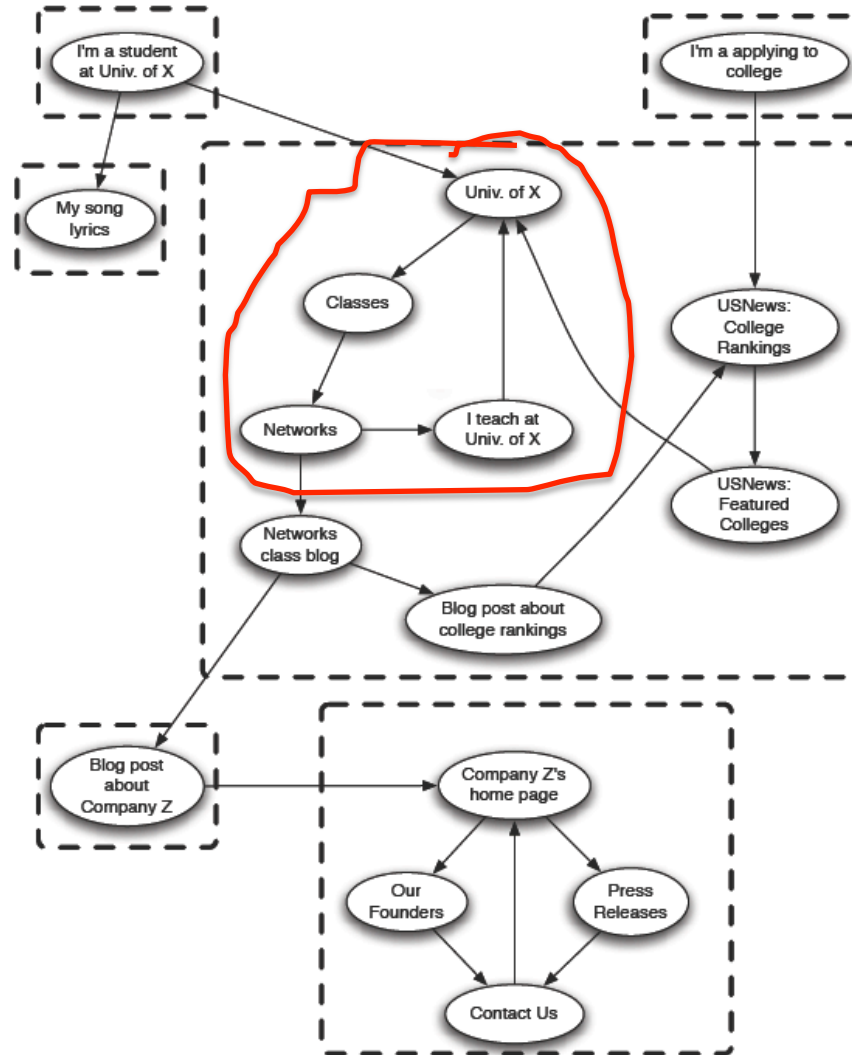 I'm a student
at Univ. of X
I'm a applying to
college
My song
lyrics
Univ. of X
Classes
USNews:
College
Rankings
Networks
I teach at
Univ. of X
USNews:
Featured
Colleges
Networks
class blog
Blog post about
college rankings
Blog post
about
Company Z
Company Z's
home page
Our
Founders
Press
Releases
Contact Us